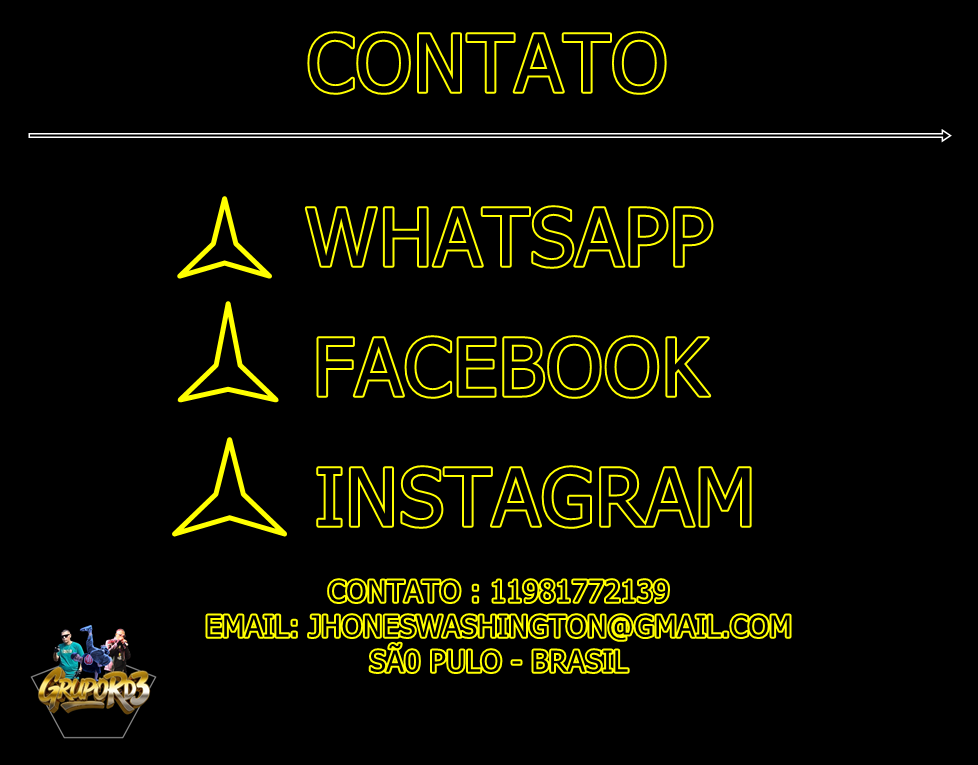 CONTATO
WHATSAPP
FACEBOOK
INSTAGRAM
CONTATO : 11981772139
EMAIL: JHONESWASHINGTON@GMAIL.COM
SÃ0 PULO - BRASIL
GRUPORD3